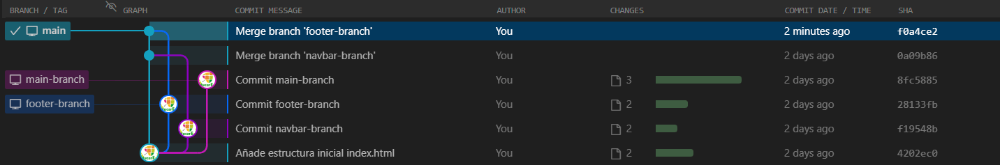 BRANCH / TAG GRAPH COMMIT MESSAGE AUTHOR CHANGES COMMIT DATE / TIME SHA
main Merge branch 'footer-branch' You 2 minutes ago f0a4ce2
Merge branch 'navbar-branch' You 2 days ago 0a09b86
main-branch Commit main-branch You 3 2 days ago 8fc5885
footer-branch Commit footer-branch You 2 2 days ago 28133fb
Commit navbar-branch You 2 2 days ago f19548b
Añade estructura inicial index.html You 2 2 days ago 4202ec0